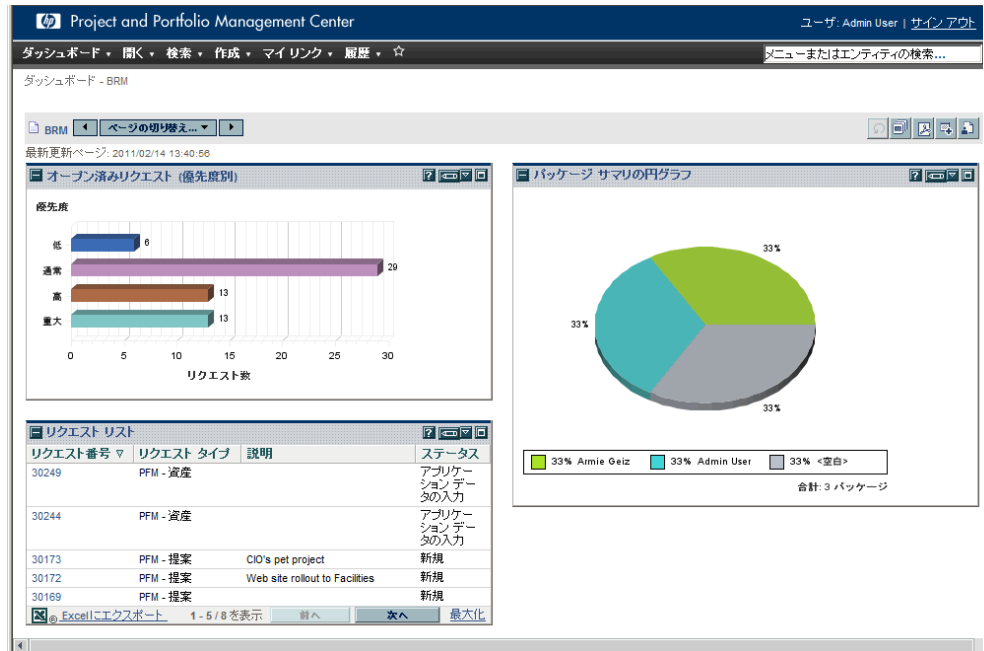 hp Project and Portfolio Management Center
ユーザ: Admin User | サイン アウト
ダッシュボード 開く 検索 作成 マイ リンク 履歴
メニューまたはエンティティの検索...
ダッシュボード - BRM
BRM ページの切り替え...
最新更新ページ: 2011/02/14 13:40:56
オープン済みリクエスト (優先度別)
優先度
低 6
通常 29
高 13
重大 13
0 5 10 15 20 25 30
リクエスト数
パッケージ サマリの円グラフ
33%
33%
33%
33% Armie Geiz 33% Admin User 33% <空白>
合計: 3 パッケージ
リクエスト リスト
リクエスト番号 リクエスト タイプ 説明 ステータス
30249 PFM - 資産 アプリケー
ション デー
タの入力
30244 PFM - 資産 アプリケー
ション デー
タの入力
30173 PFM - 提案 CIO's pet project 新規
30172 PFM - 提案 Web site rollout to Facilities 新規
30169 PFM - 提案 新規
Excelにエクスポート 1 - 5 / 8 を表示 前へ 次へ 最大化